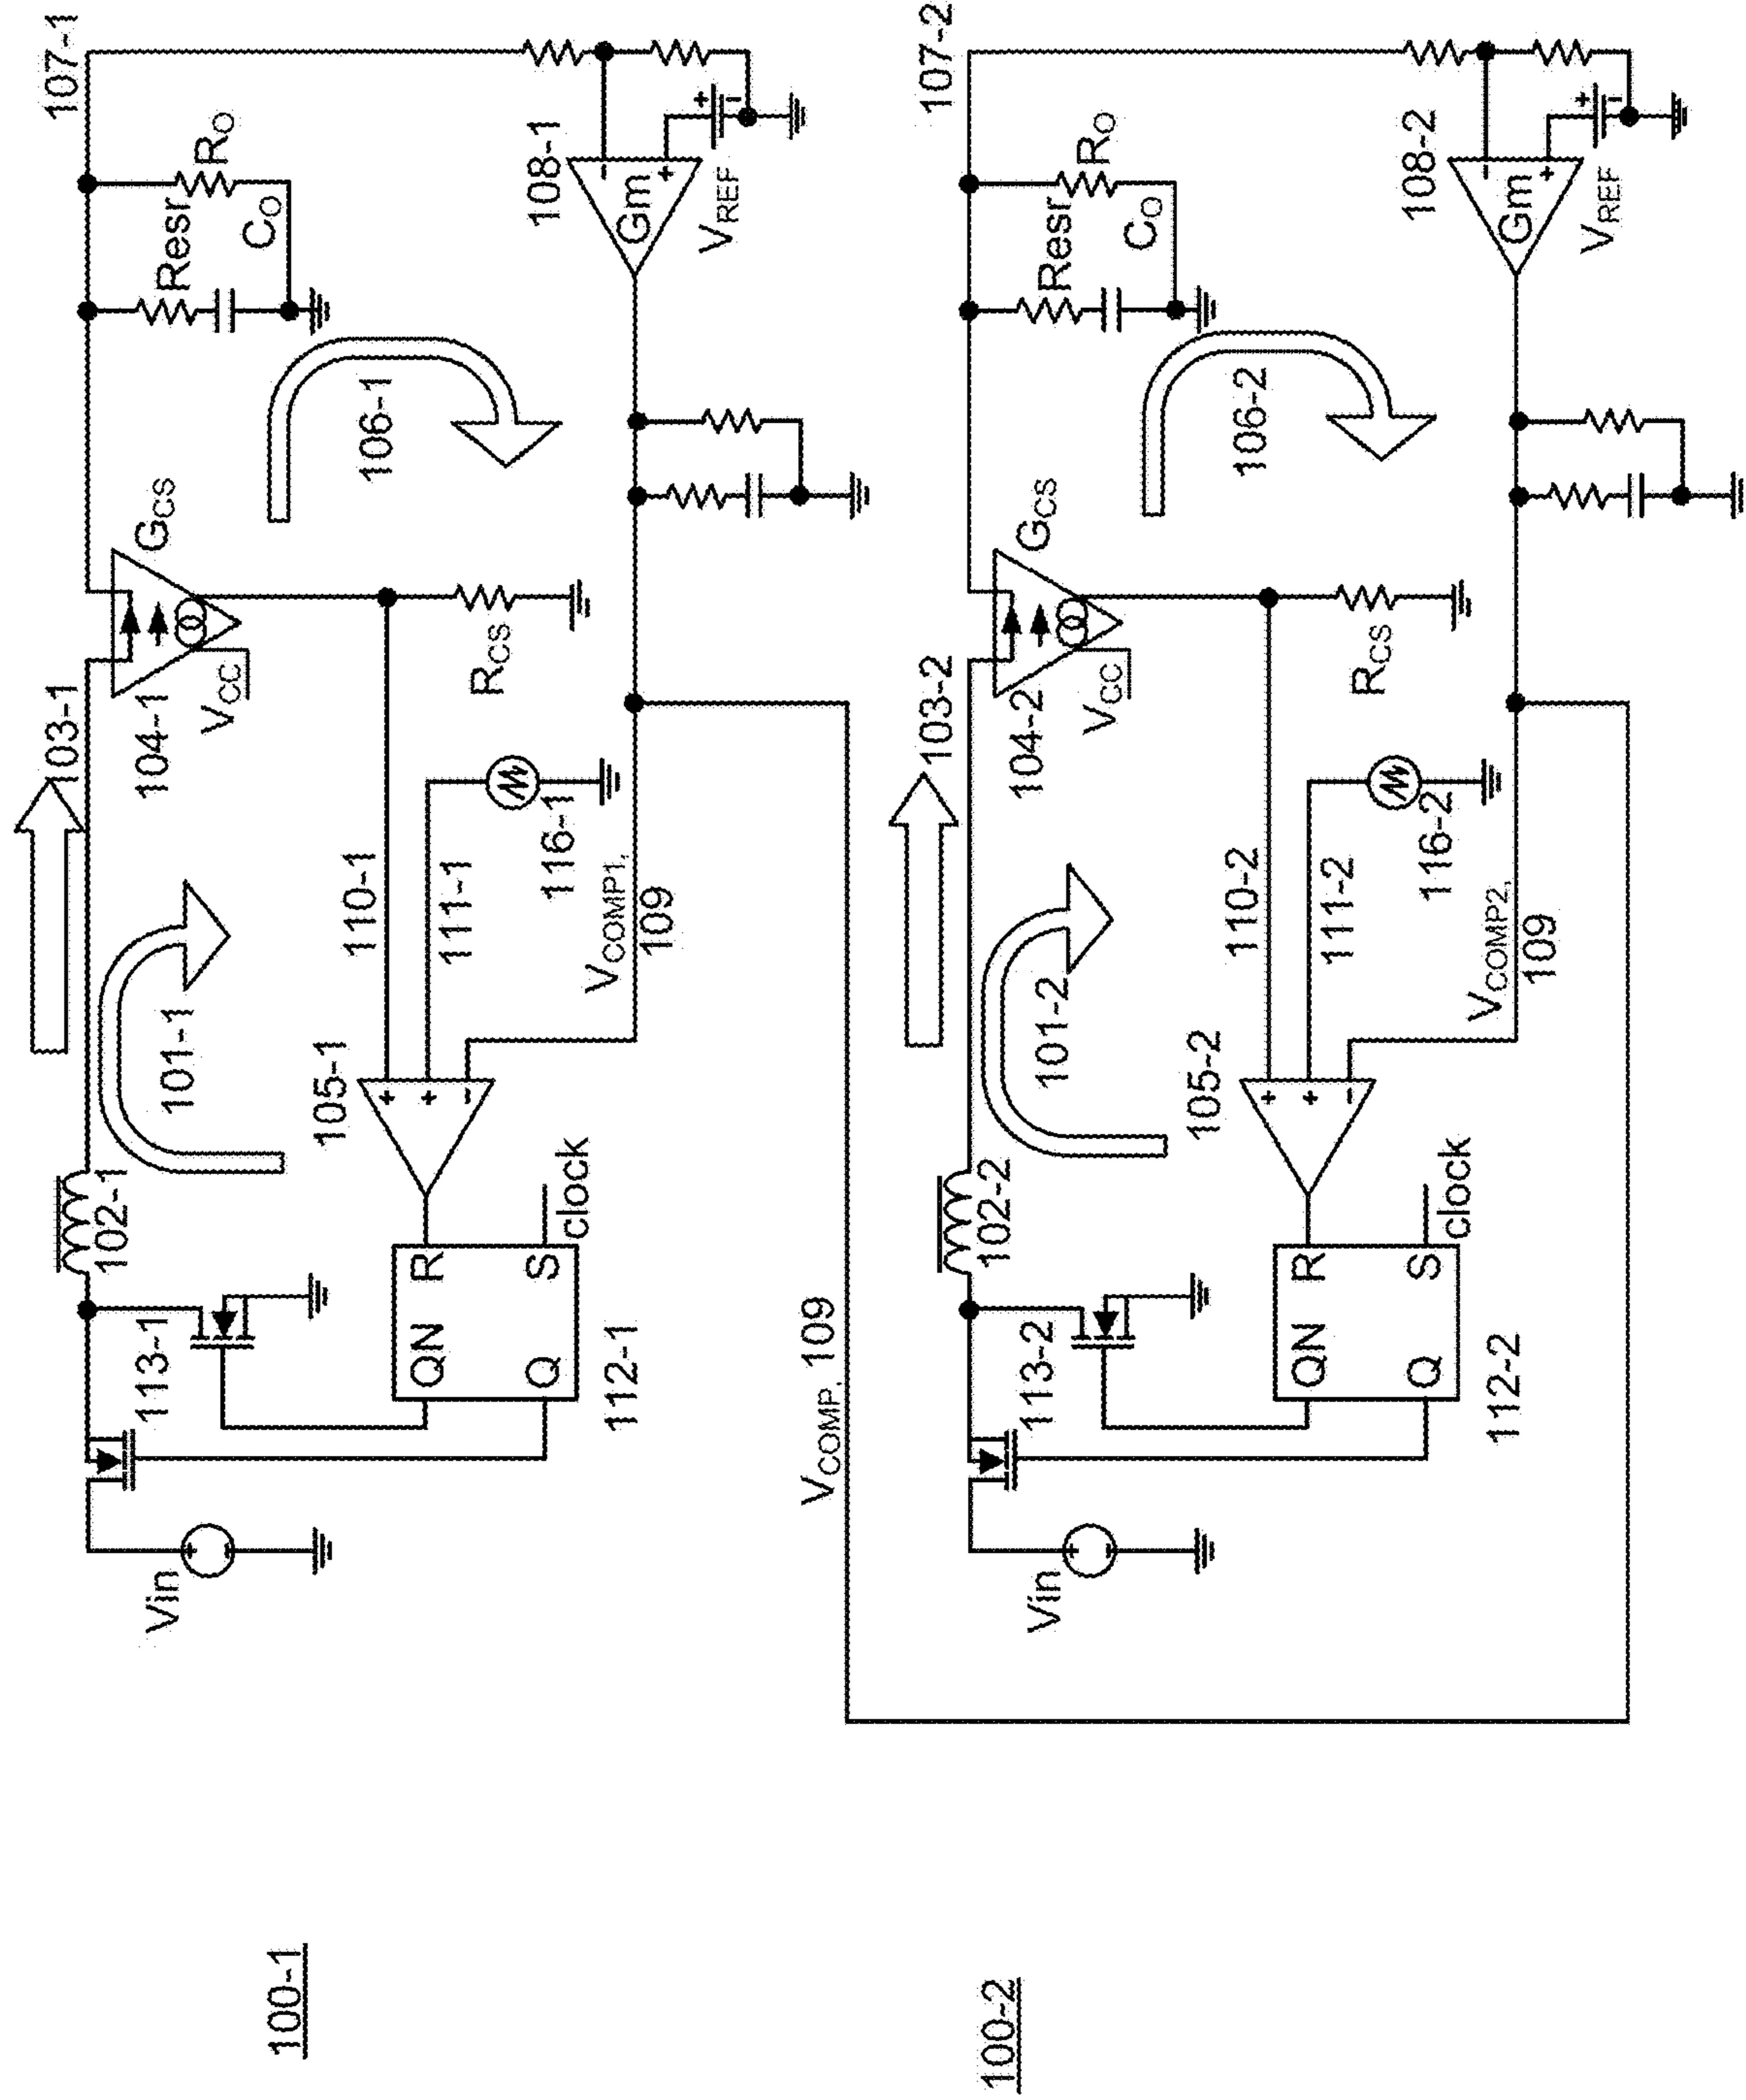 100-1
Vin
113-1
102-1
101-1
103-1
104-1
VCC
GCS
106-1
Resr
CO
RO
107-1
112-1
QN
R
Q
S
clock
105-1
+
+
-
110-1
111-1
116-1
RCS
VCOMP1, 109
108-1
Gm
-
+
VREF
+
-
VCOMP, 109
100-2
Vin
113-2
102-2
101-2
103-2
104-2
VCC
GCS
106-2
Resr
CO
RO
107-2
112-2
QN
R
Q
S
clock
105-2
+
+
-
110-2
111-2
116-2
RCS
VCOMP2, 109
108-2
Gm
-
+
VREF
+
-